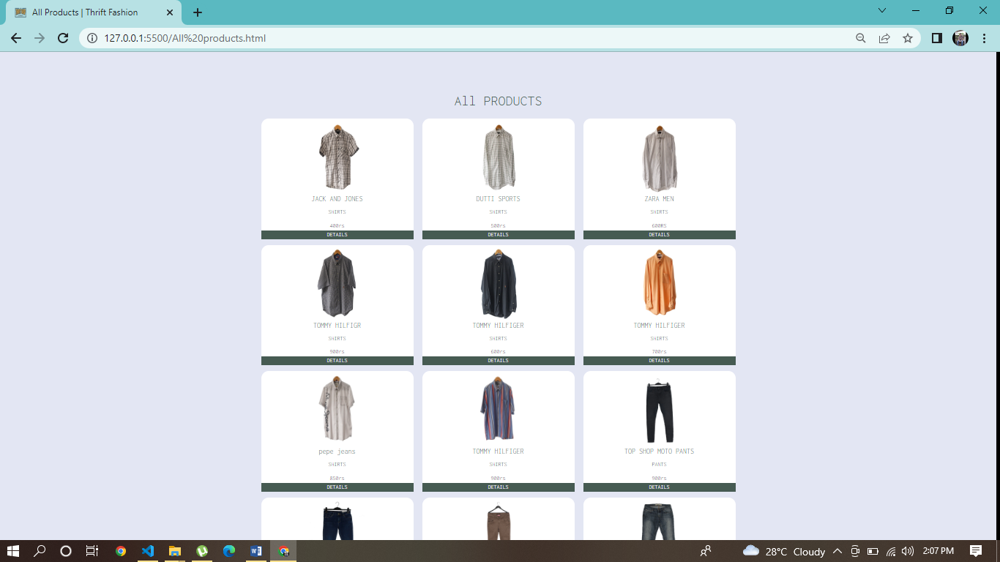 All Products | Thrift Fashion
127.0.0.1:5500/All%20products.html
All PRODUCTS
JACK AND JONES
SHIRTS
400rs
DETAILS
DUTTI SPORTS
SHIRTS
500rs
DETAILS
ZARA MEN
SHIRTS
600RS
DETAILS
TOMMY HILFIGR
SHIRTS
900rs
DETAILS
TOMMY HILFIGER
SHIRTS
600rs
DETAILS
TOMMY HILFIGER
SHIRTS
700rs
DETAILS
pepe jeans
SHIRTS
850rs
DETAILS
TOMMY HILFIGER
SHIRTS
900rs
DETAILS
TOP SHOP MOTO PANTS
PANTS
900rs
DETAILS
28°C Cloudy
2:07 PM